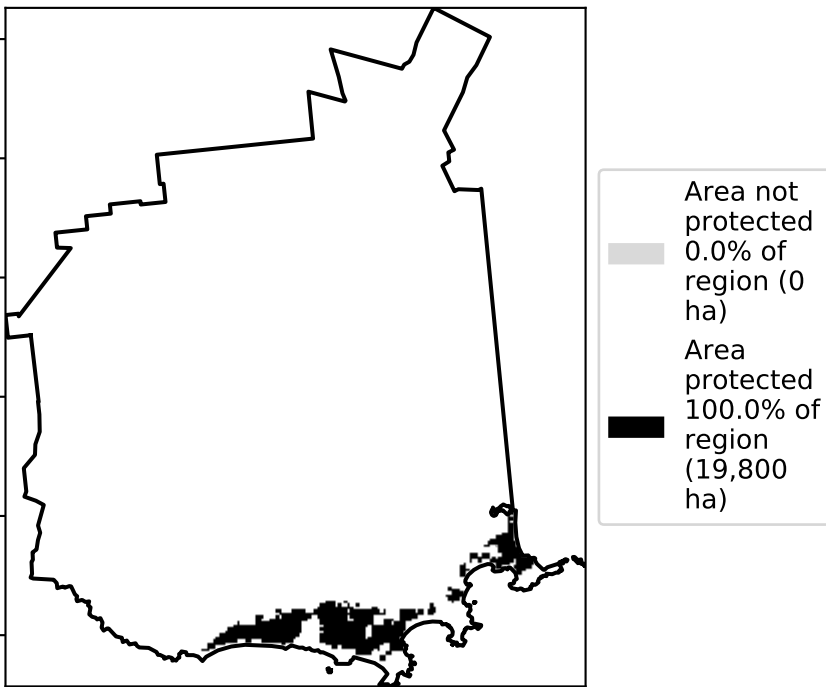 Area not
protected
0.0% of
region (0
ha)
Area
protected
100.0% of
region
(19,800
ha)